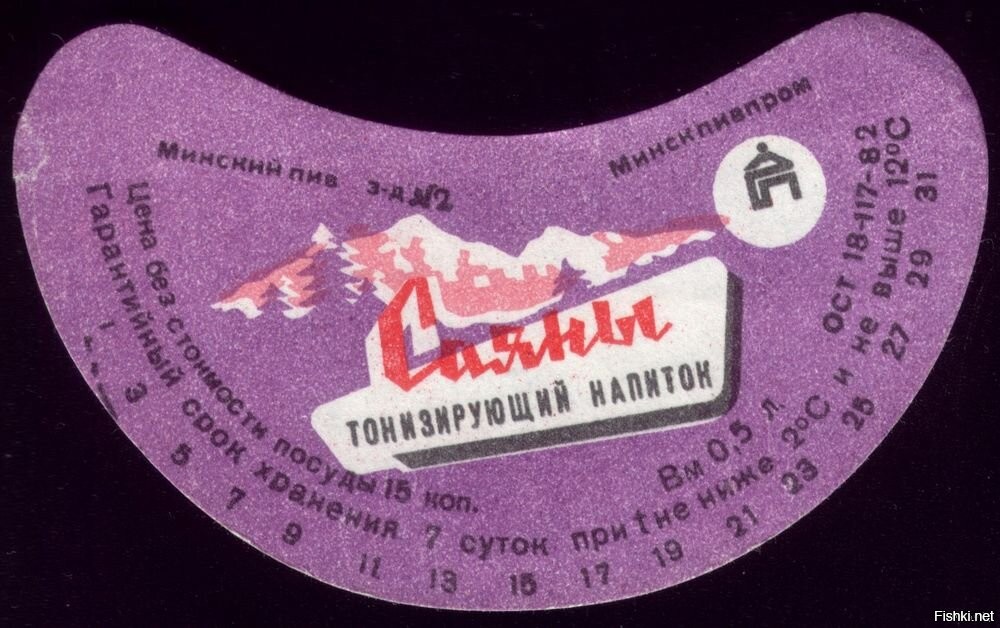 Минский пив з-д №2
Минскпивпром
Саяны
ТОНИЗИРУЮЩИЙ НАПИТОК
Цена без стоимости посуды 15 коп.
Вм 0,5 л. ОСТ 18-117-82
Гарантийный срок хранения 7 суток при t не ниже 2°С и не выше 12°С
1 3 5 7 9 11 13 15 17 19 21 23 25 27 29 31
Fishki.net